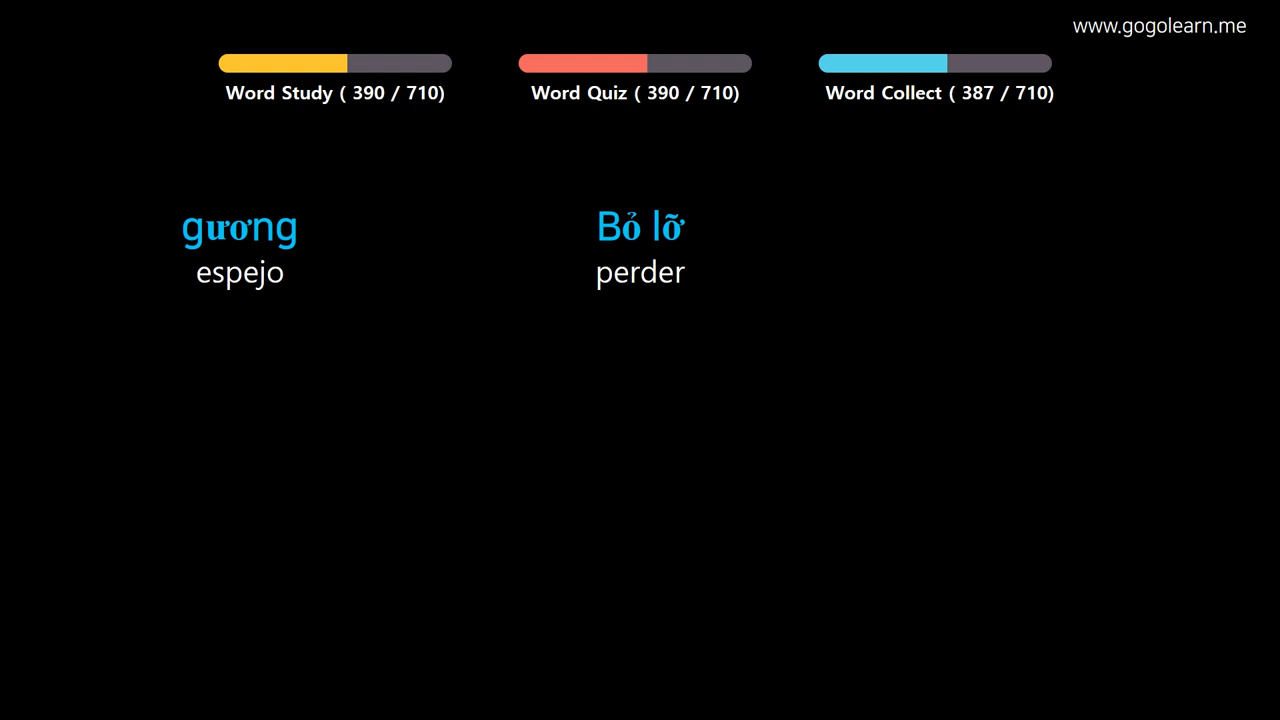 www.gogolearn.me
Word Study ( 390 / 710)
Word Quiz ( 390 / 710)
Word Collect ( 387 / 710)
gương
espejo
Bỏ lỡ
perder